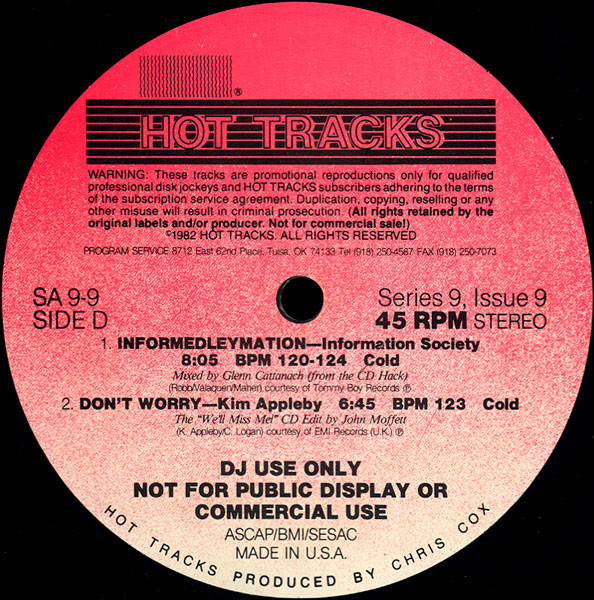 ®
HOT TRACKS
WARNING: These tracks are promotional reproductions only for qualified
professional disk jockeys and HOT TRACKS subscribers adhering to the terms
of the subscription service agreement. Duplication, copying, reselling or any
other misuse will result in criminal prosecution. (All rights retained by the
original labels and/or producer. Not for commercial sale!)
©1982 HOT TRACKS. ALL RIGHTS RESERVED
PROGRAM SERVICE 8712 East 62nd Place, Tulsa, OK 74133 Tel (918) 250-4567 FAX (918) 250-7073
SA 9-9
SIDE D
Series 9, Issue 9
45 RPM STEREO
1. INFORMEDLEYMATION—Information Society
8:05 BPM 120-124 Cold
Mixed by Glenn Cattanach (from the CD Hack)
(Robb/Valaquen/Maher) courtesy of Tommy Boy Records Ⓟ
2. DON'T WORRY—Kim Appleby 6:45 BPM 123 Cold
The "We'll Miss Mel" CD Edit by John Moffett
(K. Appleby/C. Logan) courtesy of EMI Records (U.K.) Ⓟ
DJ USE ONLY
NOT FOR PUBLIC DISPLAY OR
COMMERCIAL USE
ASCAP/BMI/SESAC
MADE IN U.S.A.
HOT TRACKS PRODUCED BY CHRIS COX